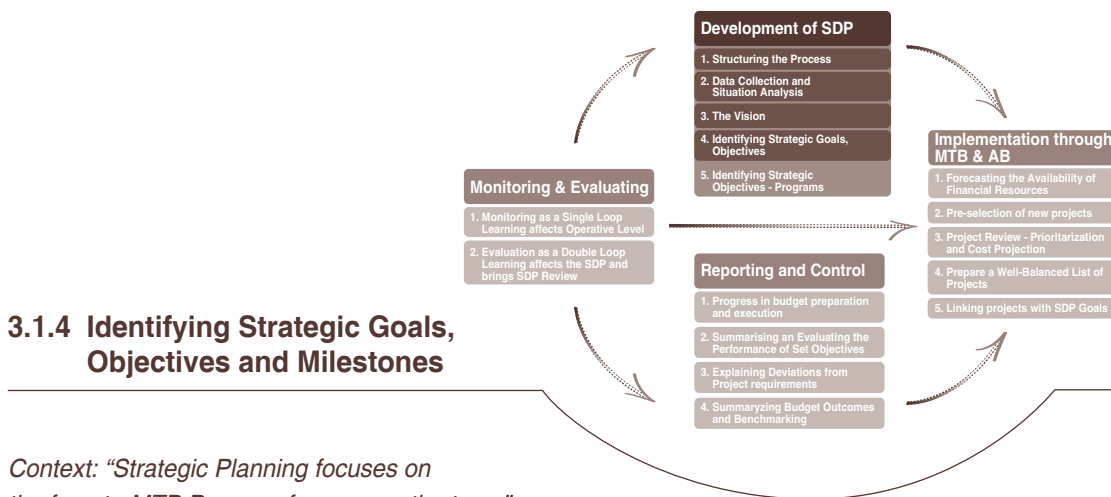 Development of SDP
1. Structuring the Process
2. Data Collection and
Situation Analysis
3. The Vision
4. Identifying Strategic Goals,
Objectives
5. Identifying Strategic
Objectives - Programs
Implementation through
MTB & AB
1. Forecasting the Availability of
Financial Resources
2. Pre-selection of new projects
3. Project Review - Prioritarization
and Cost Projection
4. Prepare a Well-Balanced List of
Projects
5. Linking projects with SDP Goals
Monitoring & Evaluating
1. Monitoring as a Single Loop
Learning affects Operative Level
2. Evaluation as a Double Loop
Learning affects the SDP and
brings SDP Review
Reporting and Control
1. Progress in budget preparation
and execution
2. Summarising an Evaluating the
Performance of Set Objectives
3. Explaining Deviations from
Project requirements
4. Summaryzing Budget Outcomes
and Benchmarking
3.1.4 Identifying Strategic Goals,
Objectives and Milestones
Context: “Strategic Planning focuses on